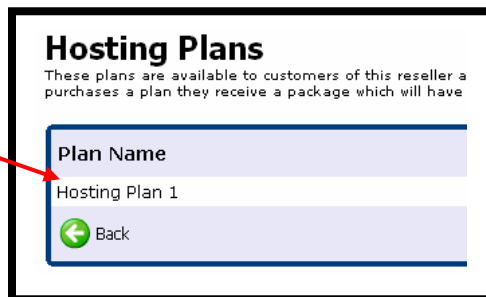 Hosting Plans
These plans are available to customers of this reseller a
purchases a plan they receive a package which will have
Plan Name
Hosting Plan 1
Back